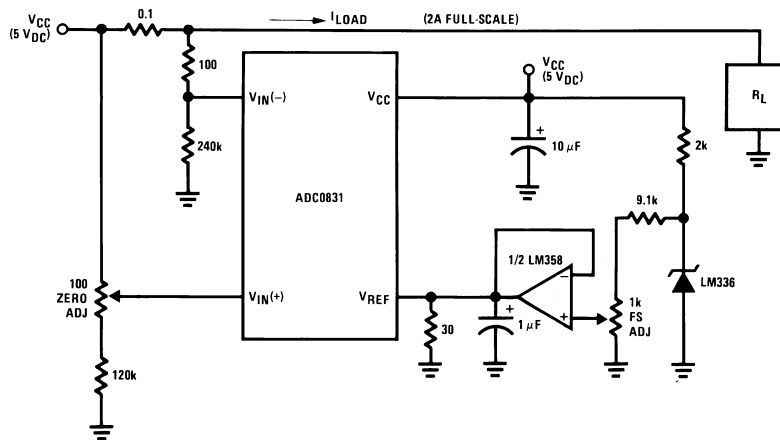 0.1
ILOAD (2A FULL-SCALE)
VCC
(5 VDC)
100
VCC
(5 VDC)
VIN(−)
VCC
RL
240k
+
10 μF
2k
ADC0831
9.1k
1/2 LM358
−
LM336
100
ZERO
ADJ
VIN(+)
VREF
+
1k
FS
ADJ
+
1 μF
30
120k